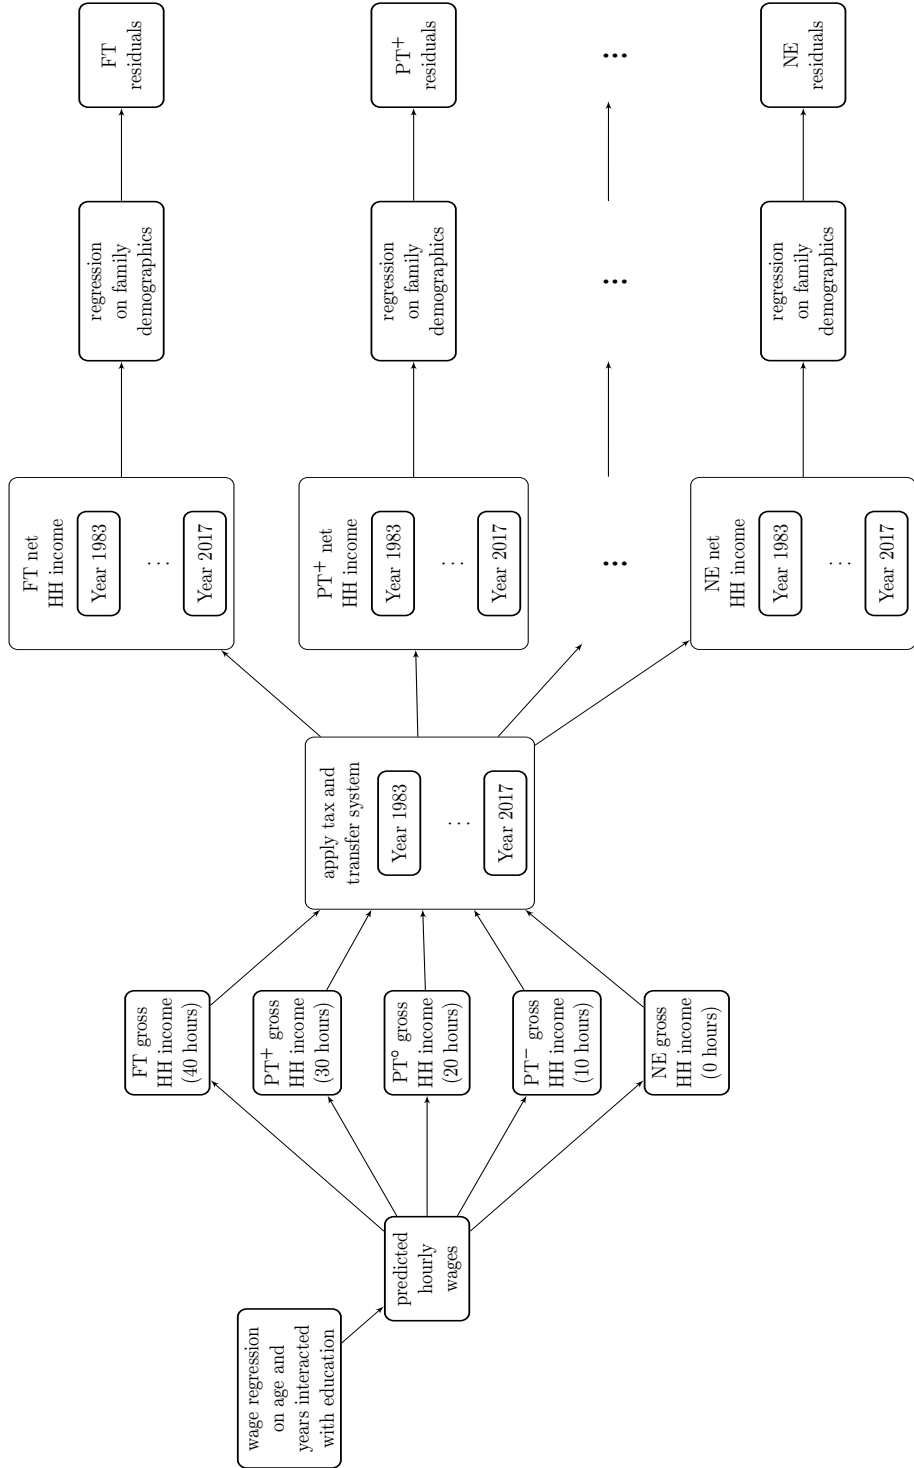 wage regression
on age and
years interacted
with education
predicted
hourly
wages
FT gross
HH income
(40 hours)
PT⁺ gross
HH income
(30 hours)
PT° gross
HH income
(20 hours)
PT⁻ gross
HH income
(10 hours)
NE gross
HH income
(0 hours)
apply tax and
transfer system
Year 1983
...
Year 2017
FT net
HH income
Year 1983
...
Year 2017
PT⁺ net
HH income
Year 1983
...
Year 2017
...
NE net
HH income
Year 1983
...
Year 2017
regression
on family
demographics
regression
on family
demographics
...
regression
on family
demographics
FT
residuals
PT⁺
residuals
...
NE
residuals